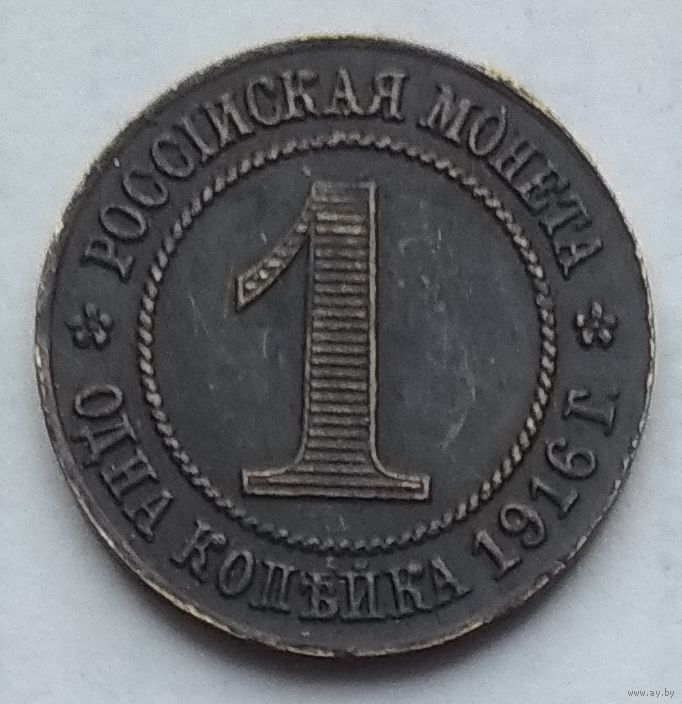 РОССІЙСКАЯ МОНЕТА
1
ОДНА КОПѢЙКА 1916 Г.
www.ay.by